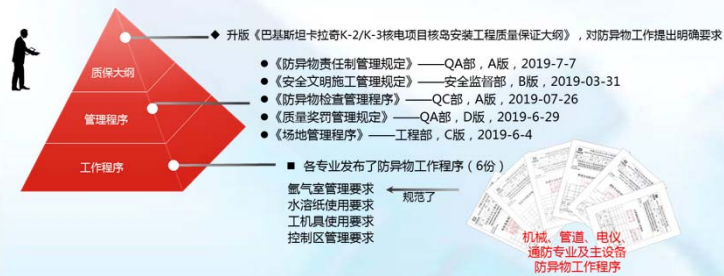 ◆ 升版《巴基斯坦卡拉奇K-2/K-3核电项目核岛安装工程质量保证大纲》，对防异物工作提出明确要求
质保大纲
●《防异物责任制管理规定》——QA部，A版，2019-7-7
●《安全文明施工管理规定》——安全监督部，B版，2019-03-31
●《防异物检查管理程序》——QC部，A版，2019-07-26
●《质量奖罚管理规定》——QA部，D版，2019-6-29
●《场地管理程序》——工程部，C版，2019-6-4
管理程序
■ 各专业发布了防异物工作程序（6份）
工作程序
氩气室管理要求
水溶纸使用要求
工机具使用要求
控制区管理要求
规范了
机械、管道、电仪、
通防专业及主设备
防异物工作程序